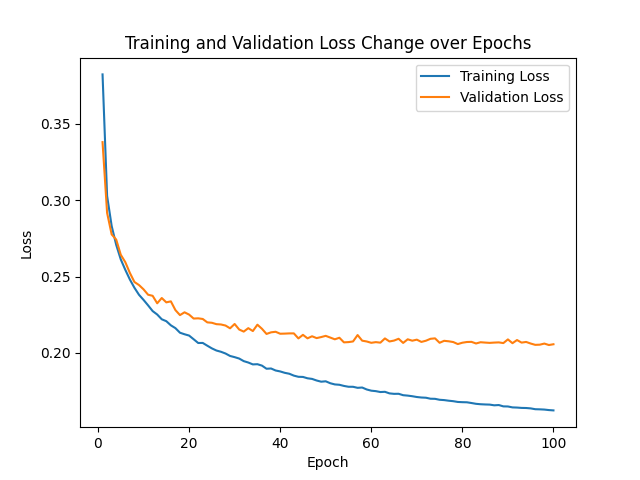 Training and Validation Loss Change over Epochs
Training Loss
Validation Loss
Loss
0.35
0.30
0.25
0.20
0 20 40 60 80 100
Epoch